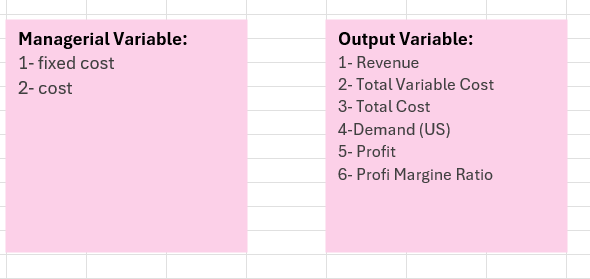 Managerial Variable:
1- fixed cost
2- cost
Output Variable:
1- Revenue
2- Total Variable Cost
3- Total Cost
4-Demand (US)
5- Profit
6- Profi Margine Ratio